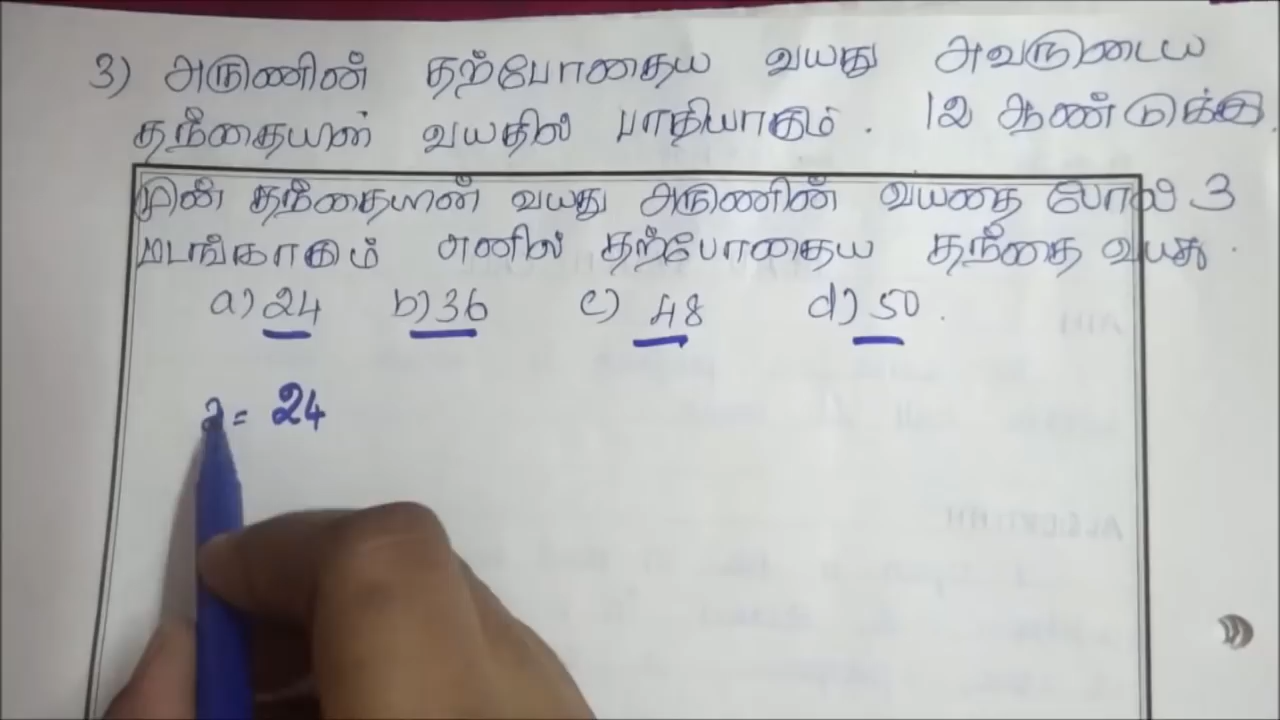 3) அருணின் தற்போதைய வயது அவருடைய
தந்தையின் வயதில் பாதியாகும். 12 ஆண்டுக்கு
முன் தந்தையின் வயது அருணின் வயதை போல் 3
மடங்காகும் எனில் தற்போதைய தந்தை வயது.
a) 24 b) 36 c) 48 d) 50.
a = 24